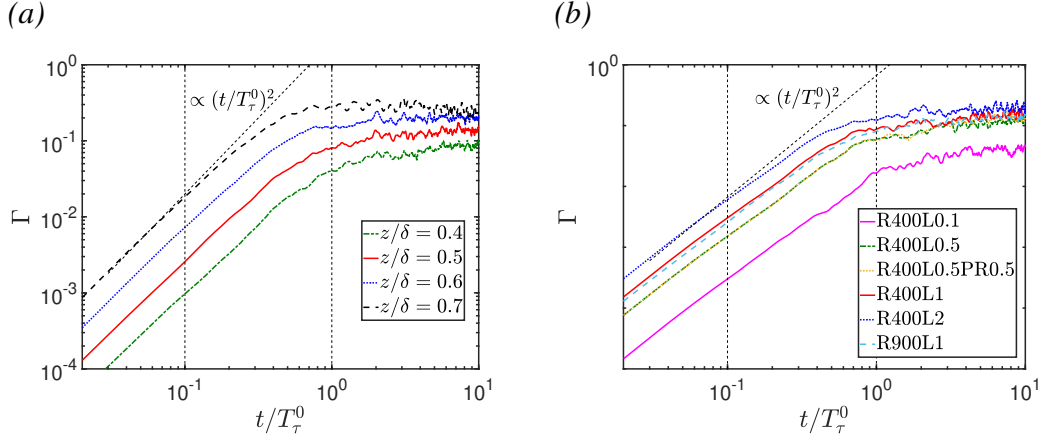 (a)
(b)
10^0
10^-1
10^-2
10^-3
10^-4
Γ
∝ (t/T_τ^0)^2
z/δ = 0.4
z/δ = 0.5
z/δ = 0.6
z/δ = 0.7
10^-1
10^0
10^1
t/T_τ^0
10^0
Γ
∝ (t/T_τ^0)^2
R400L0.1
R400L0.5
R400L0.5PR0.5
R400L1
R400L2
R900L1
10^-1
10^0
10^1
t/T_τ^0